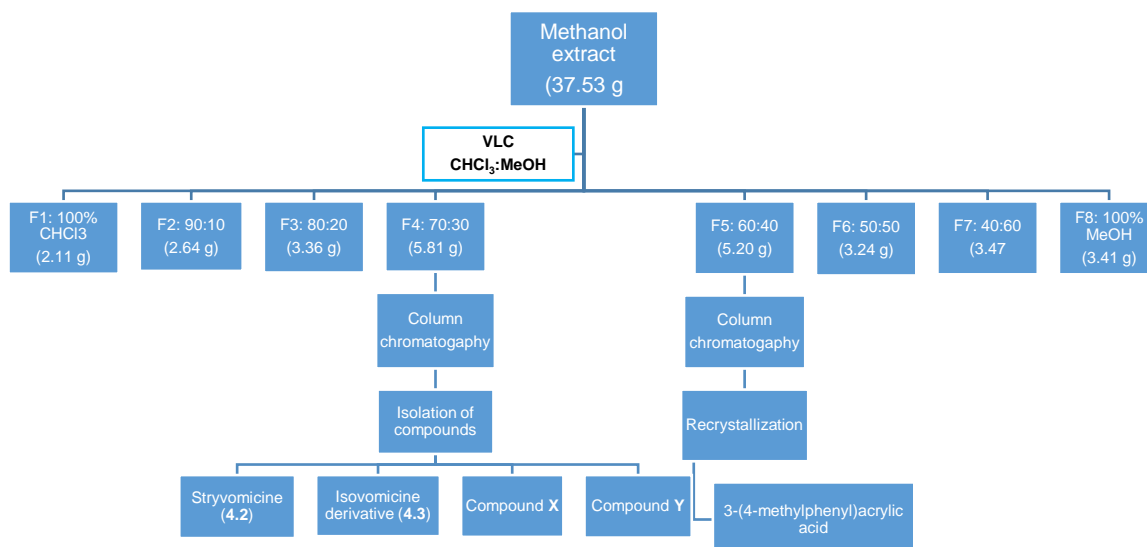 Methanol
extract
(37.53 g
VLC
CHCl₃:MeOH
F1: 100%
CHCl3
(2.11 g)
F2: 90:10
(2.64 g)
F3: 80:20
(3.36 g)
F4: 70:30
(5.81 g)
F5: 60:40
(5.20 g)
F6: 50:50
(3.24 g)
F7: 40:60
(3.47
F8: 100%
MeOH
(3.41 g)
Column
chromatogaphy
Column
chromatogaphy
Isolation of
compounds
Recrystallization
Stryvomicine
(4.2)
Isovomicine
derivative (4.3)
Compound X
Compound Y
3-(4-methylphenyl)acrylic
acid